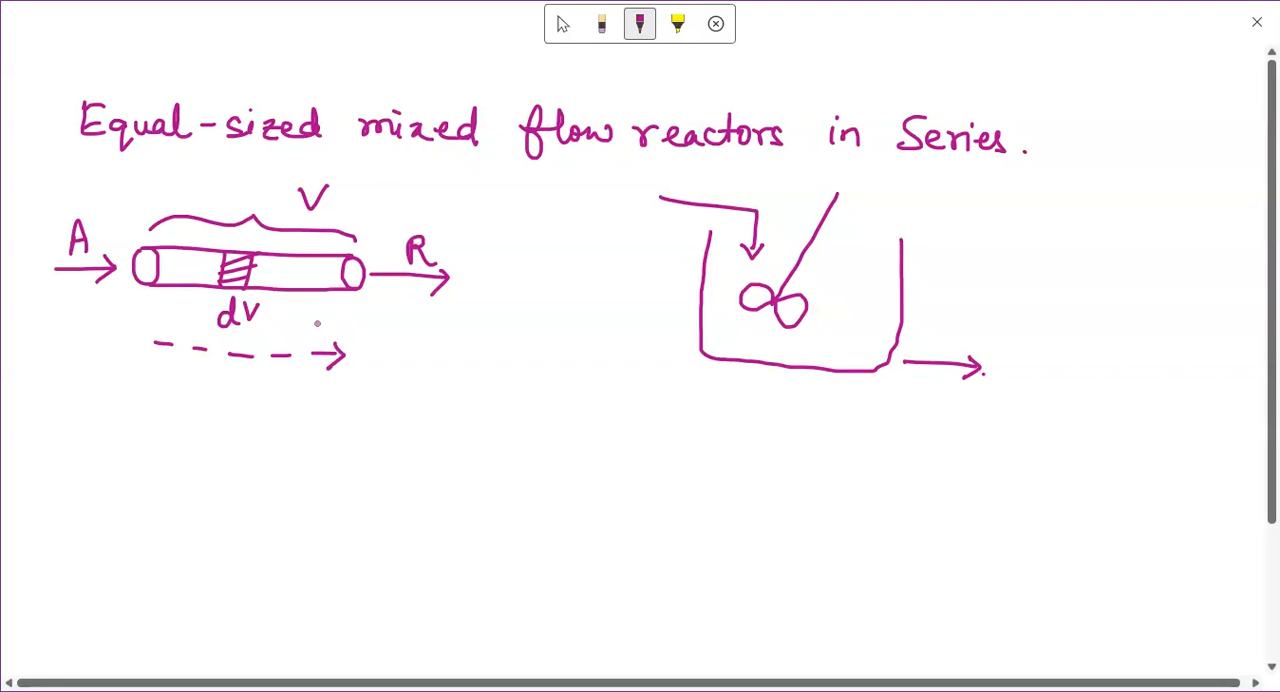 Equal-sized mixed flow reactors in Series.
V
A
R
dV